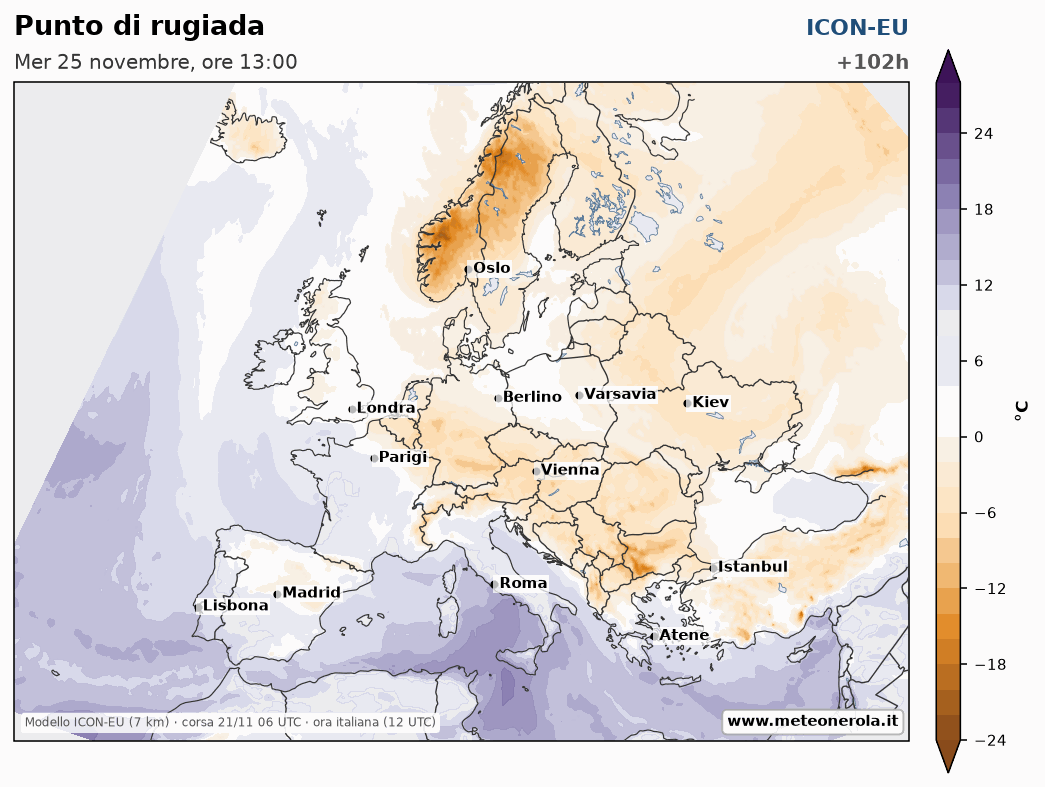 Punto di rugiada
ICON-EU
Mer 25 novembre, ore 13:00
+102h
Oslo
Londra
Berlino
Varsavia
Kiev
Parigi
Vienna
Istanbul
Roma
Madrid
Lisbona
Atene
Modello ICON-EU (7 km) · corsa 21/11 06 UTC · ora italiana (12 UTC)
www.meteonerola.it
24
18
12
6
0
−6
−12
−18
−24
°C